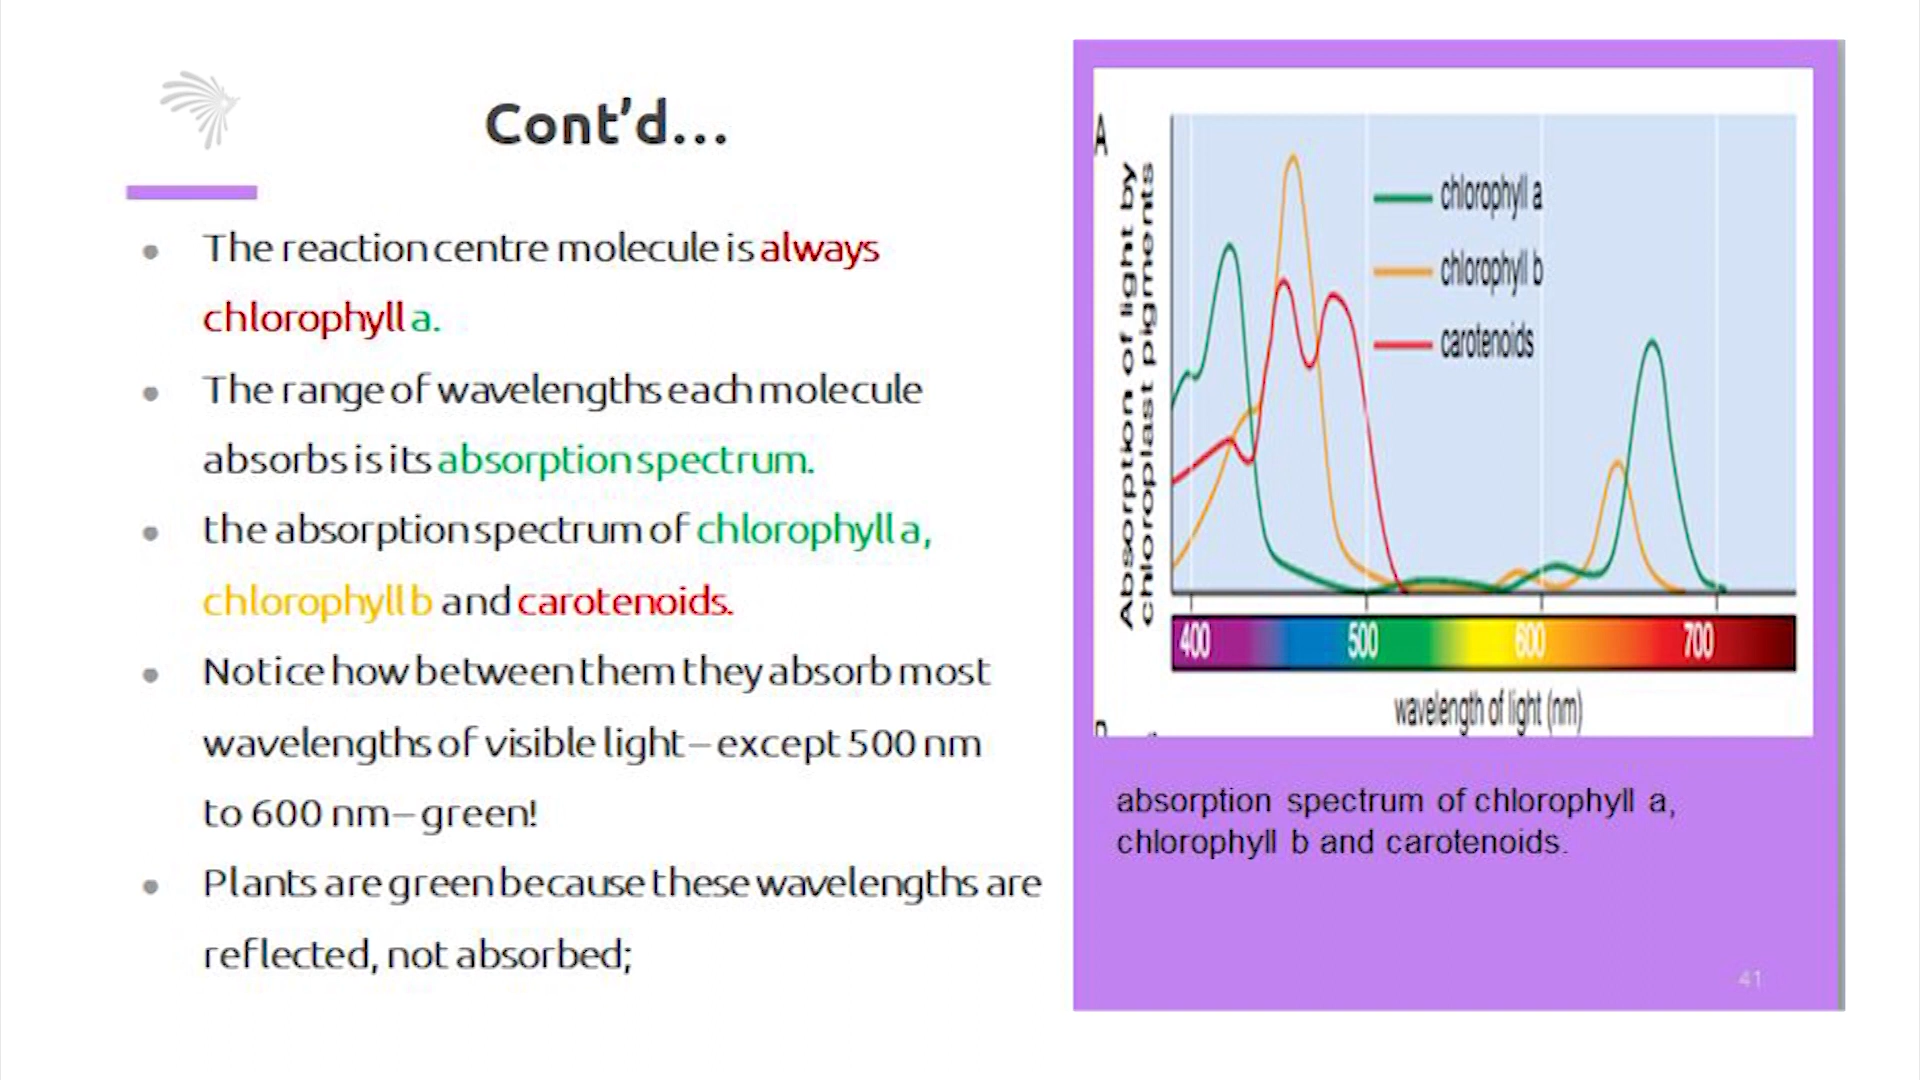 Cont’d...
• The reaction centre molecule is always
chlorophyll a.
• The range of wavelengths each molecule
absorbs is its absorption spectrum.
• the absorption spectrum of chlorophyll a,
chlorophyll b and carotenoids.
• Notice how between them they absorb most
wavelengths of visible light – except 500 nm
to 600 nm – green!
• Plants are green because these wavelengths are
reflected, not absorbed;
A
Absorption of light by
chloroplast pigments
chlorophyll a
chlorophyll b
carotenoids
400 500 600 700
wavelength of light (nm)
absorption spectrum of chlorophyll a,
chlorophyll b and carotenoids.
41